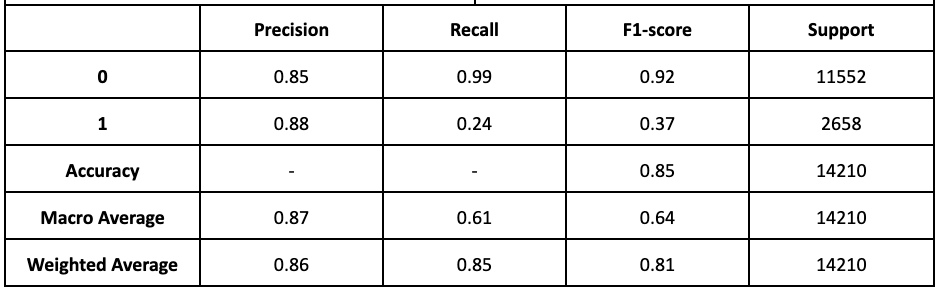 Precision Recall F1-score Support
0 0.85 0.99 0.92 11552
1 0.88 0.24 0.37 2658
Accuracy - - 0.85 14210
Macro Average 0.87 0.61 0.64 14210
Weighted Average 0.86 0.85 0.81 14210